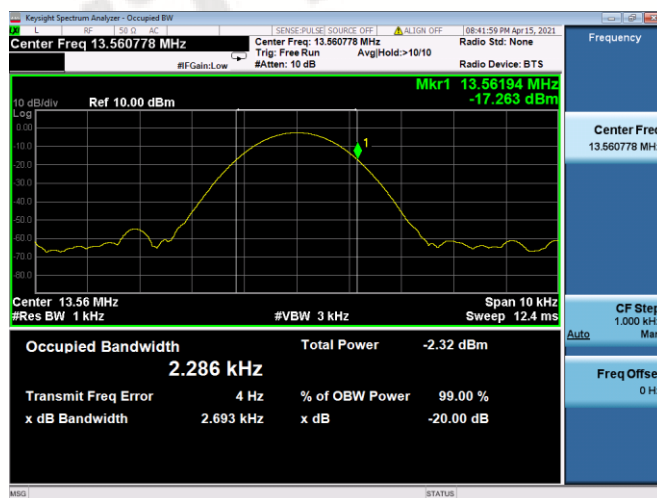 Keysight Spectrum Analyzer - Occupied BW
L RF 50 Ω AC SENSE:PULSE SOURCE OFF ALIGN OFF 08:41:59 PM Apr 15, 2021
Center Freq 13.560778 MHz
Center Freq: 13.560778 MHz
Radio Std: None
Trig: Free Run Avg|Hold:>10/10
#IFGain:Low #Atten: 10 dB Radio Device: BTS
Frequency
Mkr1 13.56194 MHz
-17.263 dBm
10 dB/div Ref 10.00 dBm
Log
0.00
-10.0
-20.0
-30.0
-40.0
-50.0
-60.0
-70.0
-80.0
1
Center 13.56 MHz Span 10 kHz
#Res BW 1 kHz #VBW 3 kHz Sweep 12.4 ms
Occupied Bandwidth
2.286 kHz
Total Power -2.32 dBm
Transmit Freq Error 4 Hz % of OBW Power 99.00 %
x dB Bandwidth 2.693 kHz x dB -20.00 dB
Center Fre
13.560778 MH
CF Ste
1.000 kH
Auto Ma
Freq Offse
0 H
MSG STATUS